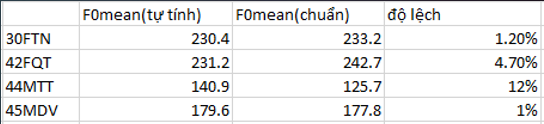 F0mean(tự tính) F0mean(chuẩn) độ lệch
30FTN 230.4 233.2 1.20%
42FQT 231.2 242.7 4.70%
44MTT 140.9 125.7 12%
45MDV 179.6 177.8 1%